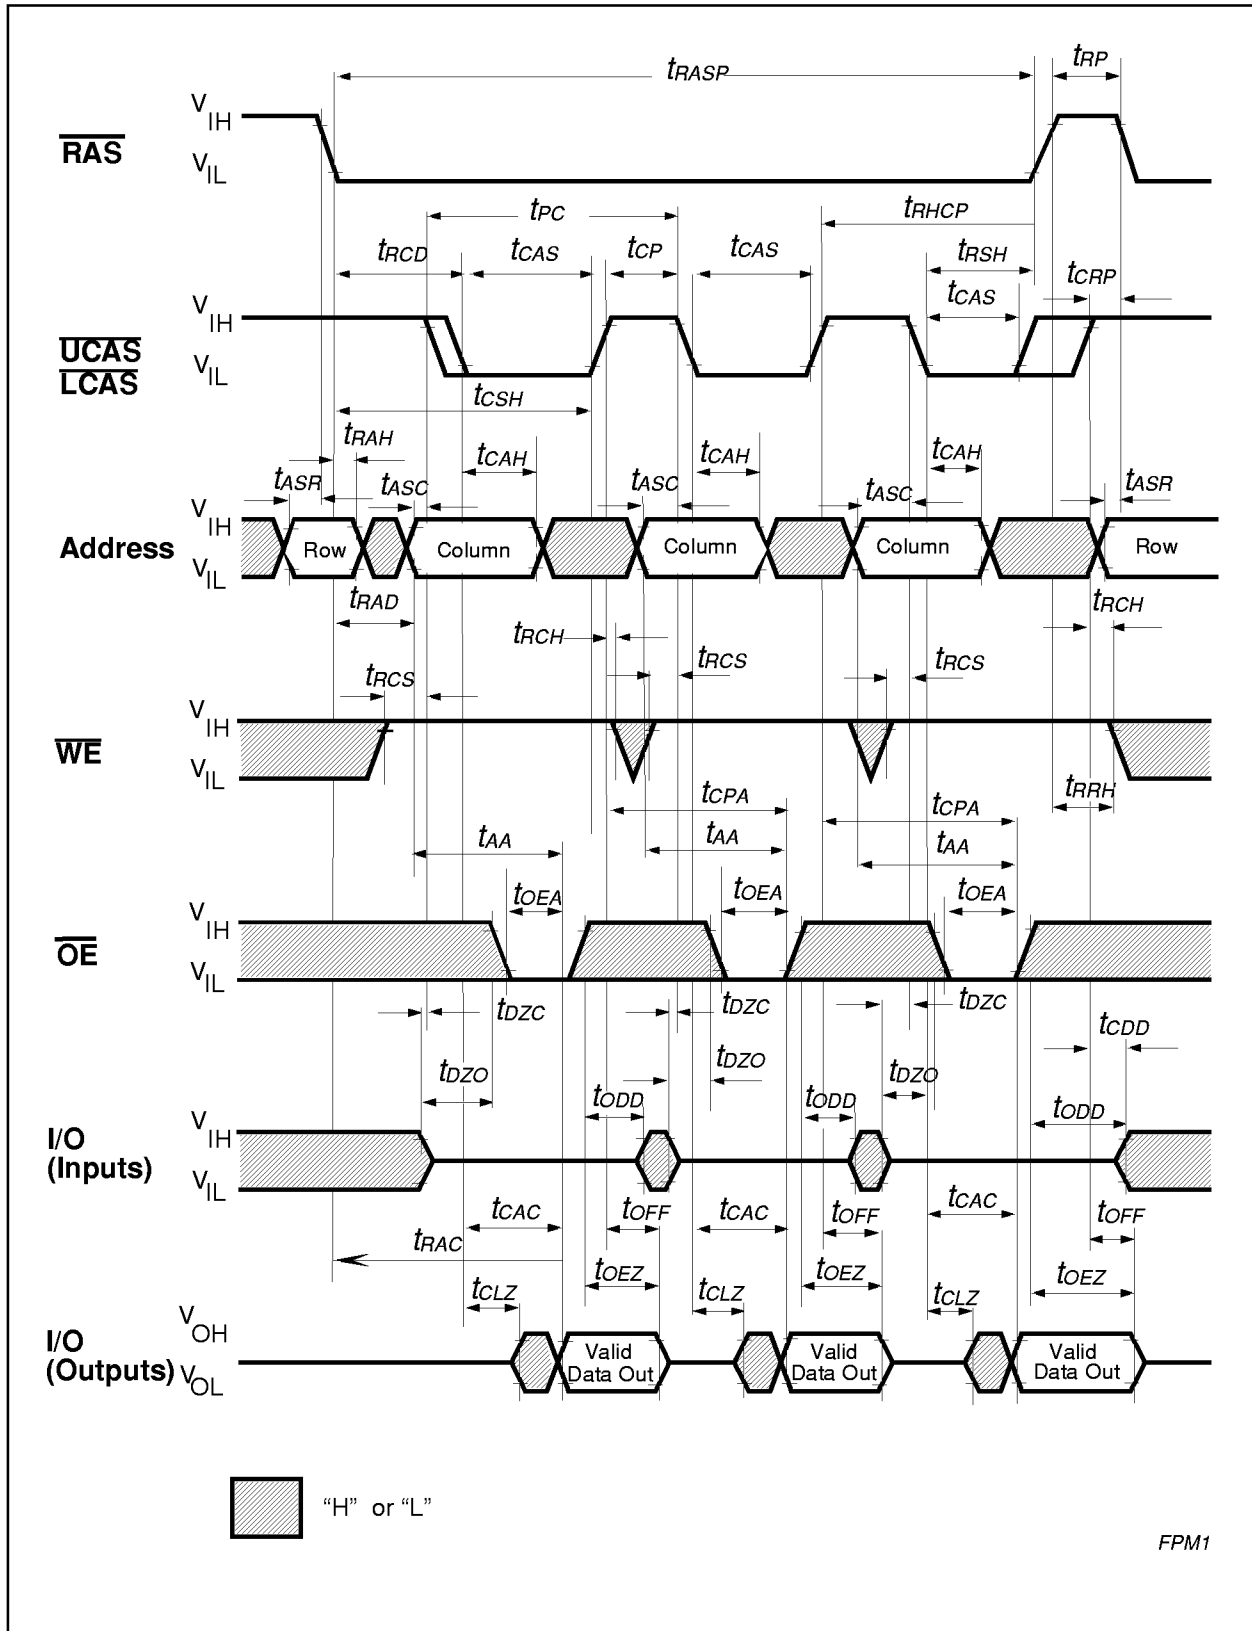 tRASP tRP
VIH
RAS
VIL
tPC tRHCP
tRCD tCAS tCP tCAS tRSH
tCRP
tCAS
VIH
UCAS
LCAS
VIL
tCSH
tRAH tCAH tCAH tCAH
tASR tASC tASC tASC tASR
VIH
Address Row Column Column Column Row
VIL
tRAD tRCH
tRCH
tRCS tRCS tRCS
VIH
WE
VIL
tCPA tCPA tRRH
tAA tAA tAA
tOEA tOEA tOEA
VIH
OE
VIL
tDZC tDZC tDZC
tCDD
tDZO tDZO tDZO
tODD tODD tODD
VIH
I/O
(Inputs)
VIL
tCAC tOFF tCAC tOFF tCAC tOFF
tRAC
tOEZ tOEZ tOEZ
tCLZ tCLZ tCLZ
VOH
I/O
(Outputs)
VOL
Valid
Data Out
Valid
Data Out
Valid
Data Out
“H” or “L”
FPM1